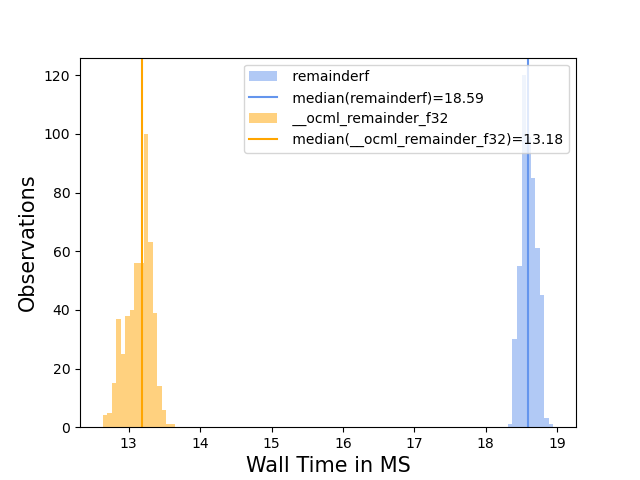 120
100
80
60
40
20
0
Observations
remainderf
median(remainderf)=18.59
__ocml_remainder_f32
median(__ocml_remainder_f32)=13.18
13 14 15 16 17 18 19
Wall Time in MS